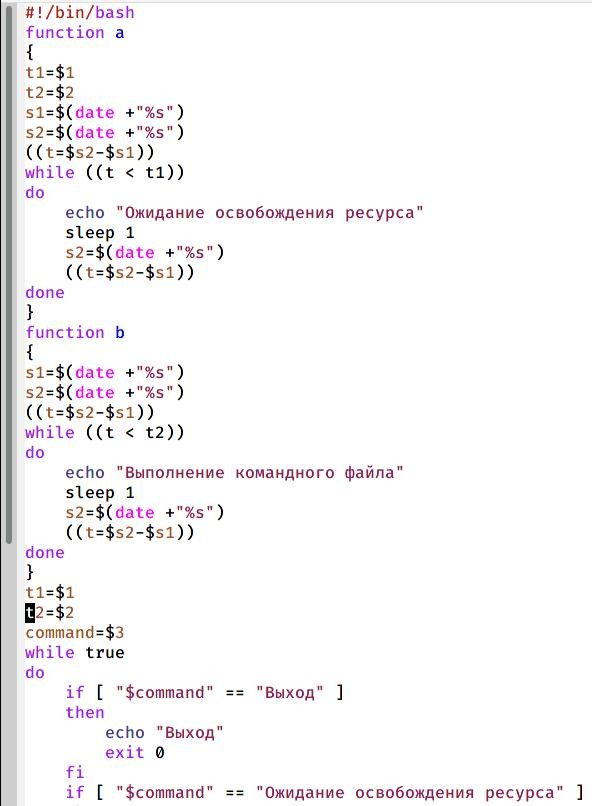 #!/bin/bash
function a
{
t1=$1
t2=$2
s1=$(date +"%s")
s2=$(date +"%s")
((t=$s2-$s1))
while ((t < t1))
do
    echo "Ожидание освобождения ресурса"
    sleep 1
    s2=$(date +"%s")
    ((t=$s2-$s1))
done
}
function b
{
s1=$(date +"%s")
s2=$(date +"%s")
((t=$s2-$s1))
while ((t < t2))
do
    echo "Выполнение командного файла"
    sleep 1
    s2=$(date +"%s")
    ((t=$s2-$s1))
done
}
t1=$1
t2=$2
command=$3
while true
do
    if [ "$command" == "Выход" ]
    then
        echo "Выход"
        exit 0
    fi
    if [ "$command" == "Ожидание освобождения ресурса" ]